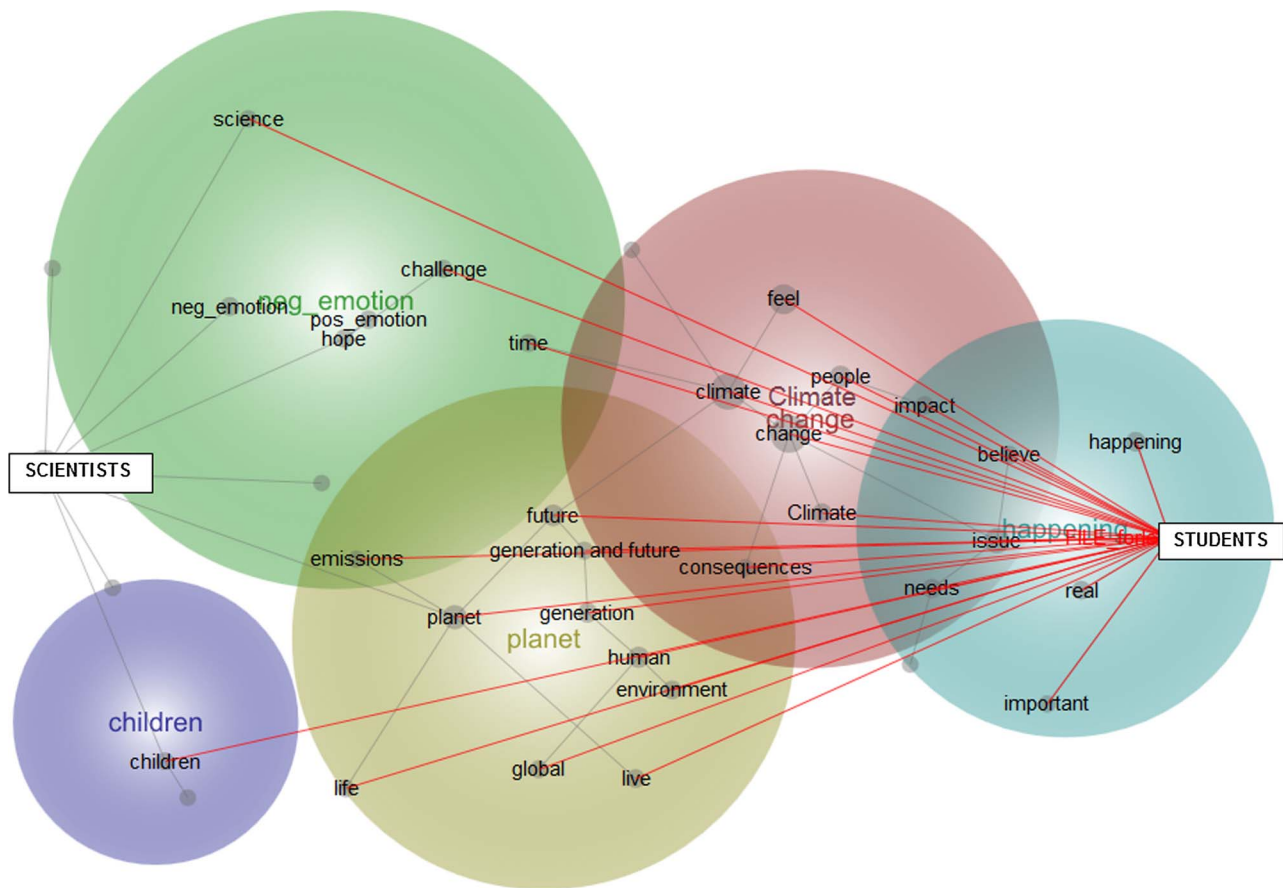 science
challenge
neg_emotion
neg_emotion
pos_emotion
hope
time
feel
people
climate
Climate
change
change
impact
believe
happening
SCIENTISTS
Climate
future
happening
issue
STUDENTS
generation and future
emissions
consequences
needs
real
planet
generation
planet
human
environment
important
children
children
global
live
life